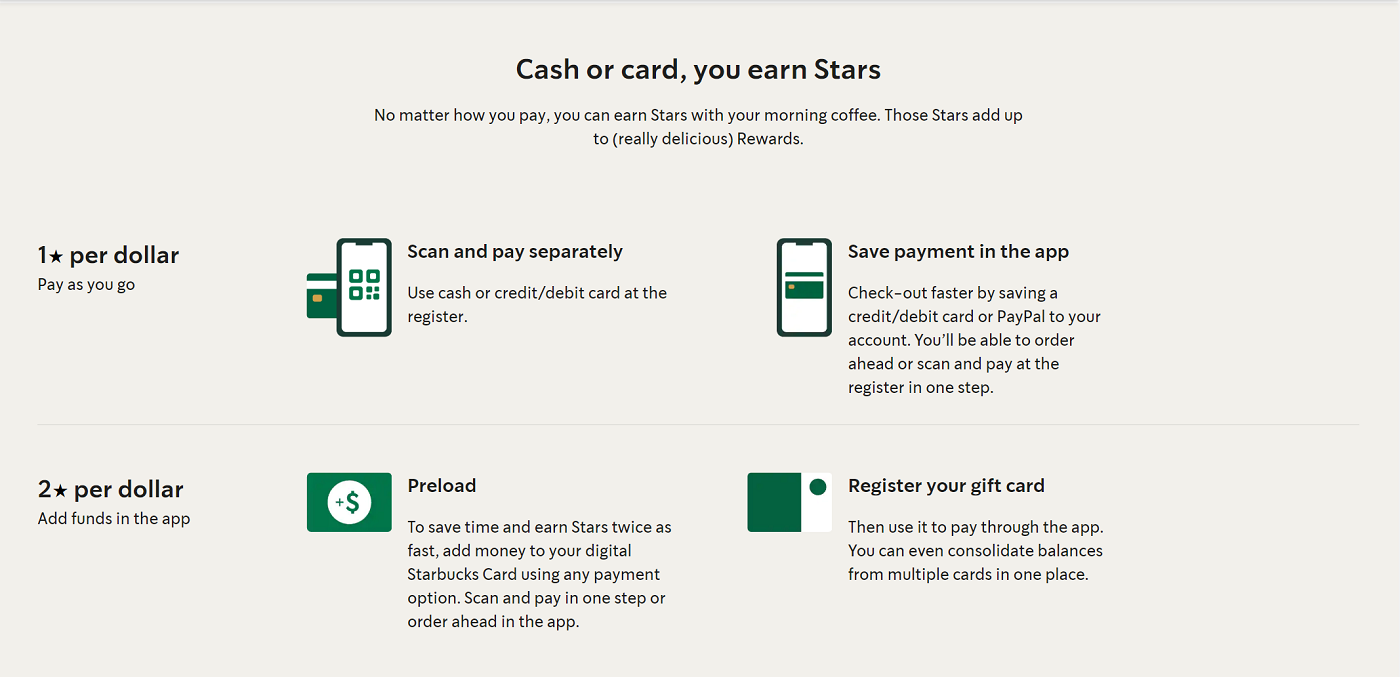 Cash or card, you earn Stars
No matter how you pay, you can earn Stars with your morning coffee. Those Stars add up
to (really delicious) Rewards.
1★ per dollar
Pay as you go
Scan and pay separately
Use cash or credit/debit card at the
register.
Save payment in the app
Check-out faster by saving a
credit/debit card or PayPal to your
account. You’ll be able to order
ahead or scan and pay at the
register in one step.
2★ per dollar
Add funds in the app
+$
Preload
To save time and earn Stars twice as
fast, add money to your digital
Starbucks Card using any payment
option. Scan and pay in one step or
order ahead in the app.
Register your gift card
Then use it to pay through the app.
You can even consolidate balances
from multiple cards in one place.